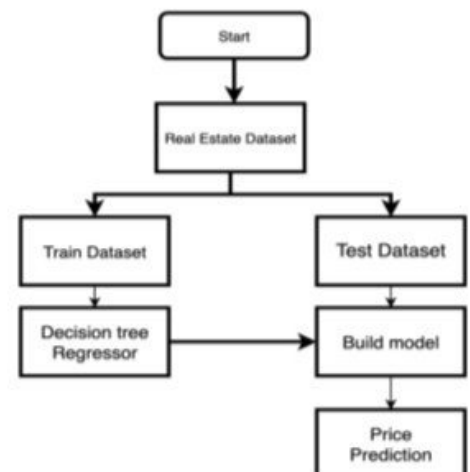 Start
Real Estate Dataset
Train Dataset
Test Dataset
Decision tree
Regressor
Build model
Price
Prediction